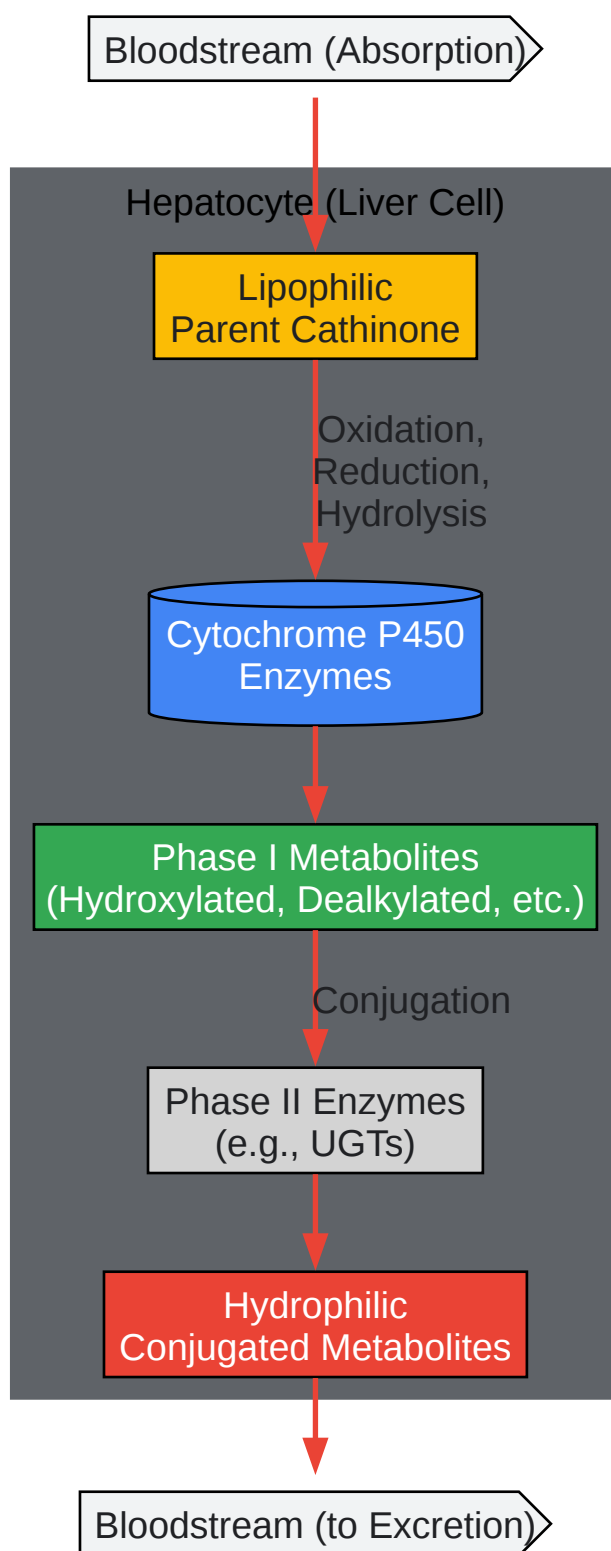 Bloodstream (Absorption)
Hepatocyte (Liver Cell)
Lipophilic
Parent Cathinone
Oxidation,
Reduction,
Hydrolysis
Cytochrome P450
Enzymes
Phase I Metabolites
(Hydroxylated, Dealkylated, etc.)
Conjugation
Phase II Enzymes
(e.g., UGTs)
Hydrophilic
Conjugated Metabolites
Bloodstream (to Excretion)